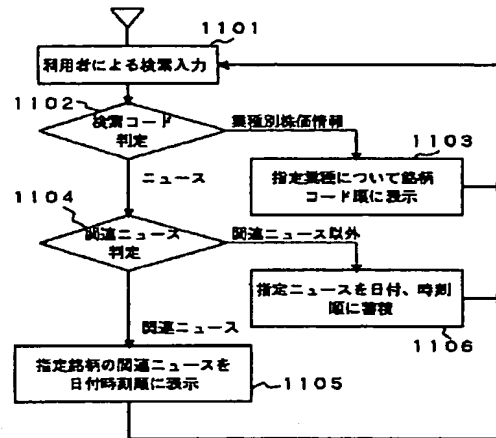 1101
利用者による検索入力
1102
検索コード
判定
業種別株価情報
1103
指定業種について銘柄
コード順に表示
ニュース
1104
関連ニュース
判定
関連ニュース以外
指定ニュースを日付、時刻
順に蓄積
1106
関連ニュース
指定銘柄の関連ニュースを
日付時刻順に表示
1105